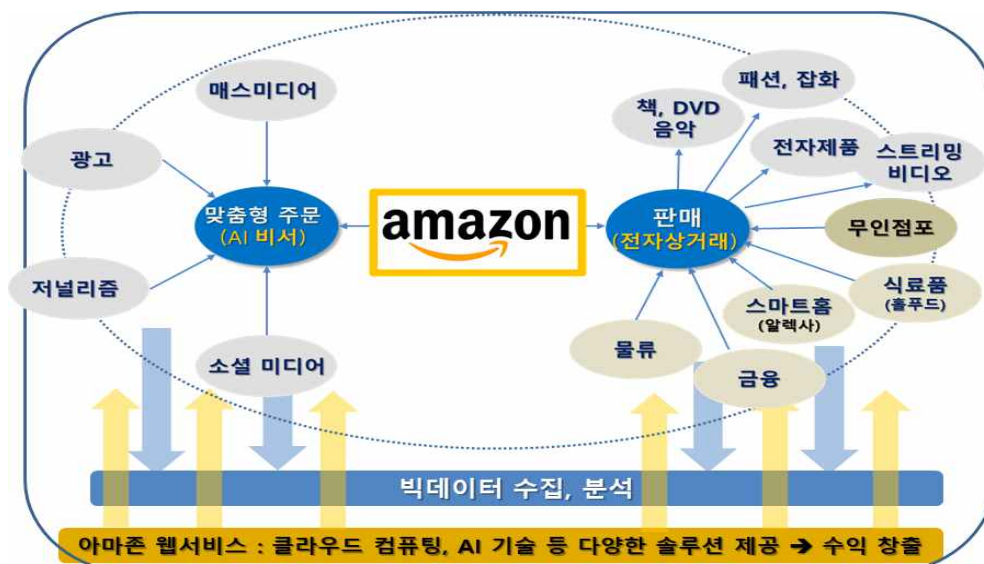 매스미디어
광고
맞춤형 주문
(AI 비서)
저널리즘
소셜 미디어
amazon
책, DVD
음악
패션, 잡화
전자제품
스트리밍
비디오
판매
(전자상거래)
무인점포
식료품
(홀푸드)
스마트홈
(알렉사)
물류
금융
빅데이터 수집, 분석
아마존 웹서비스 : 클라우드 컴퓨팅, AI 기술 등 다양한 솔루션 제공 → 수익 창출